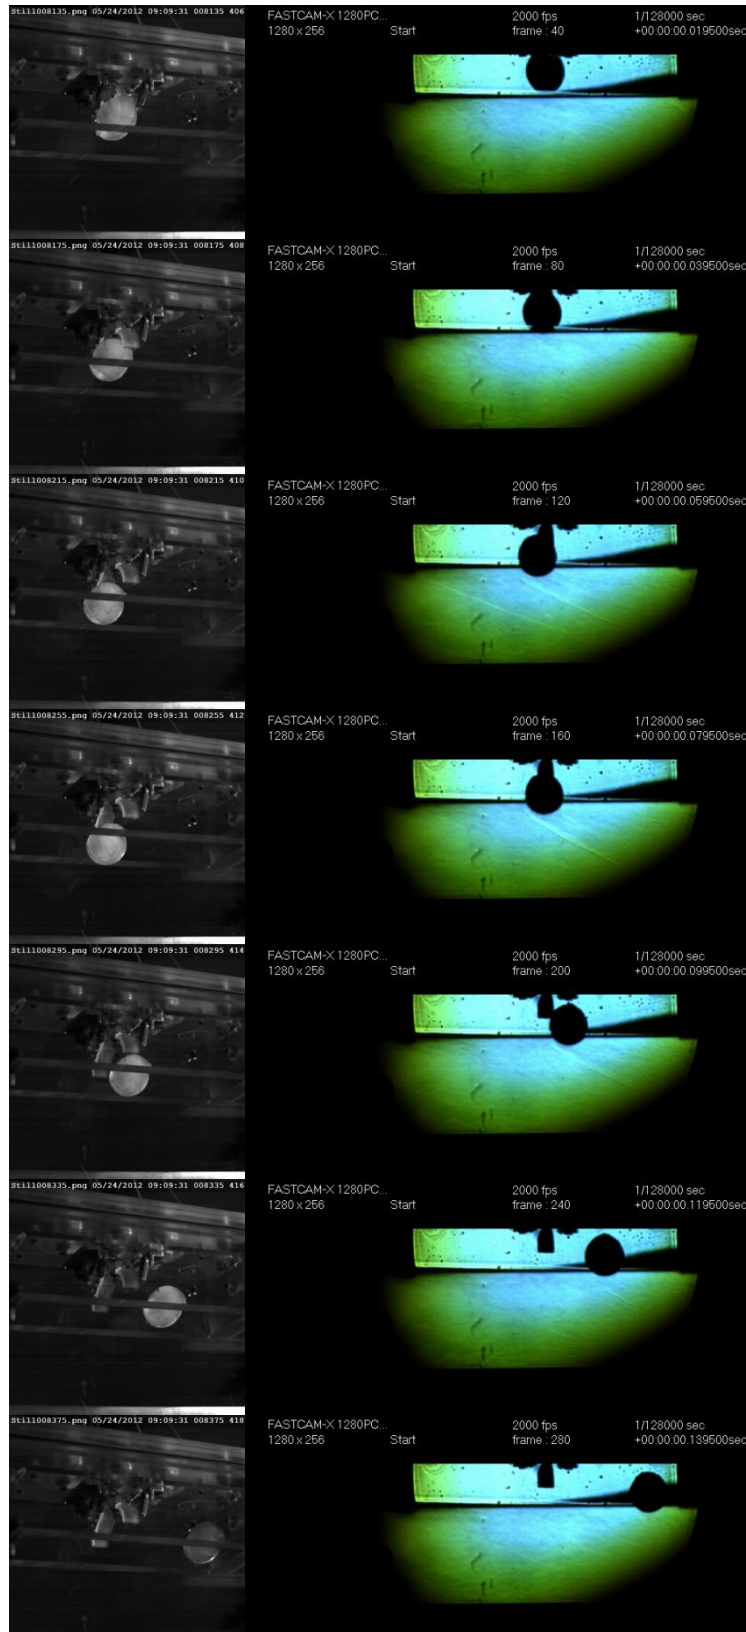 Still008135.png 05/24/2012 09:09:31 008135 406
FASTCAM-X 1280PC... 2000 fps 1/128000 sec
1280 x 256 Start frame : 40 +00:00:00.019500sec
Still008175.png 05/24/2012 09:09:31 008175 408
FASTCAM-X 1280PC... 2000 fps 1/128000 sec
1280 x 256 Start frame : 80 +00:00:00.039500sec
Still008215.png 05/24/2012 09:09:31 008215 410
FASTCAM-X 1280PC... 2000 fps 1/128000 sec
1280 x 256 Start frame : 120 +00:00:00.059500sec
Still008255.png 05/24/2012 09:09:31 008255 412
FASTCAM-X 1280PC... 2000 fps 1/128000 sec
1280 x 256 Start frame : 160 +00:00:00.079500sec
Still008295.png 05/24/2012 09:09:31 008295 414
FASTCAM-X 1280PC... 2000 fps 1/128000 sec
1280 x 256 Start frame : 200 +00:00:00.099500sec
Still008335.png 05/24/2012 09:09:31 008335 416
FASTCAM-X 1280PC... 2000 fps 1/128000 sec
1280 x 256 Start frame : 240 +00:00:00.119500sec
Still008375.png 05/24/2012 09:09:31 008375 418
FASTCAM-X 1280PC... 2000 fps 1/128000 sec
1280 x 256 Start frame : 280 +00:00:00.139500sec